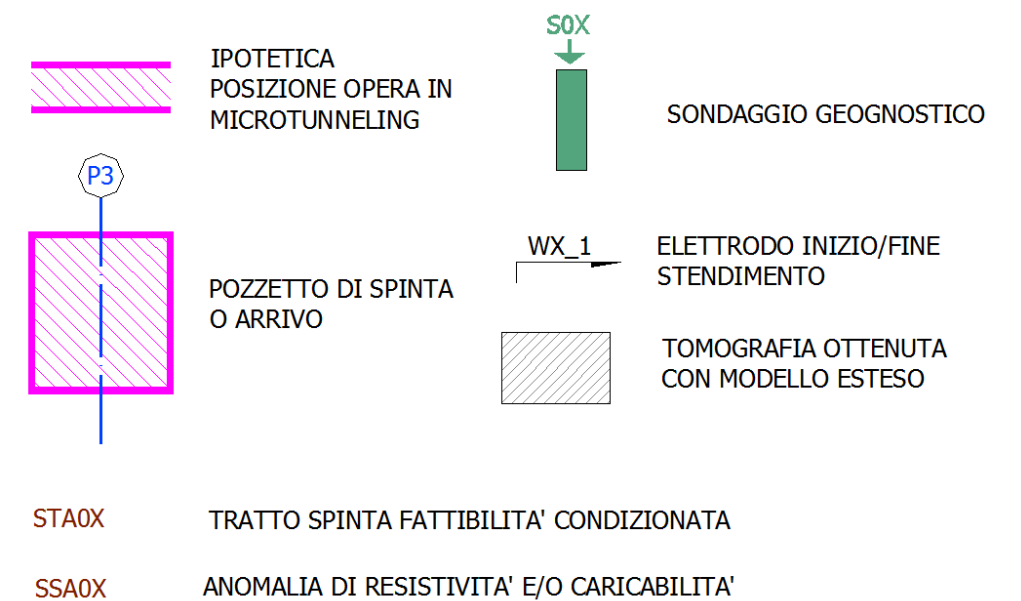 IPOTETICA
POSIZIONE OPERA IN
MICROTUNNELING
P3
POZZETTO DI SPINTA
O ARRIVO
S0X
SONDAGGIO GEOGNOSTICO
WX_1
ELETTRODO INIZIO/FINE
STENDIMENTO
TOMOGRAFIA OTTENUTA
CON MODELLO ESTESO
STA0X
TRATTO SPINTA FATTIBILITA' CONDIZIONATA
SSA0X
ANOMALIA DI RESISTIVITA' E/O CARICABILITA'